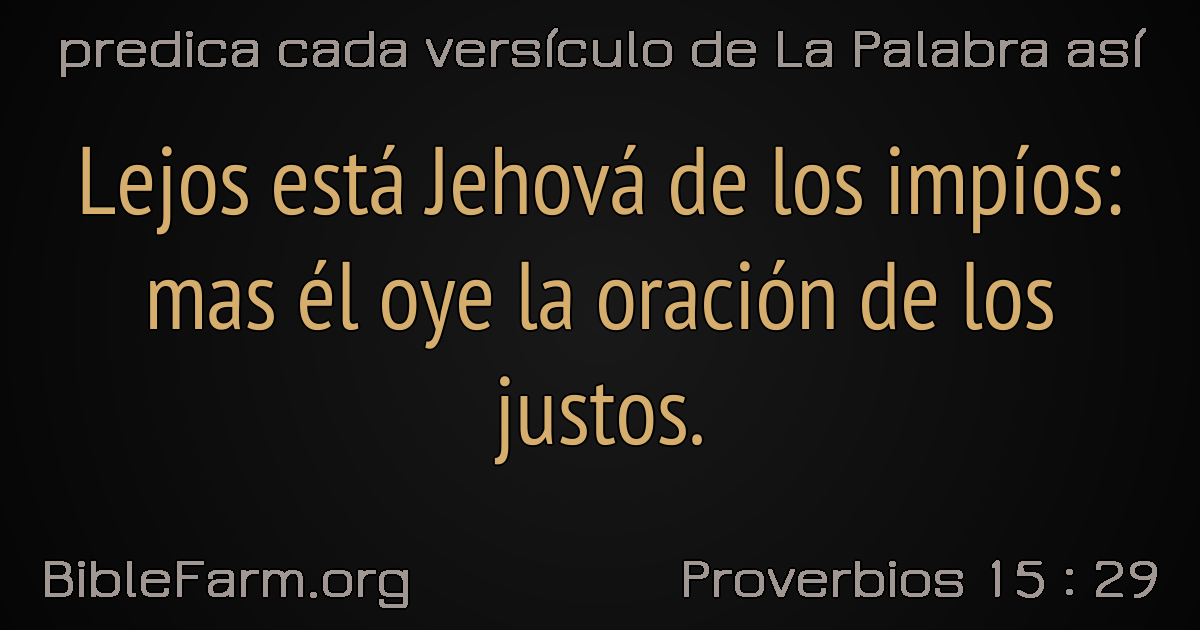 predica cada versículo de La Palabra así
Lejos está Jehová de los impíos:
mas él oye la oración de los
justos.
BibleFarm.org
Proverbios 15 : 29